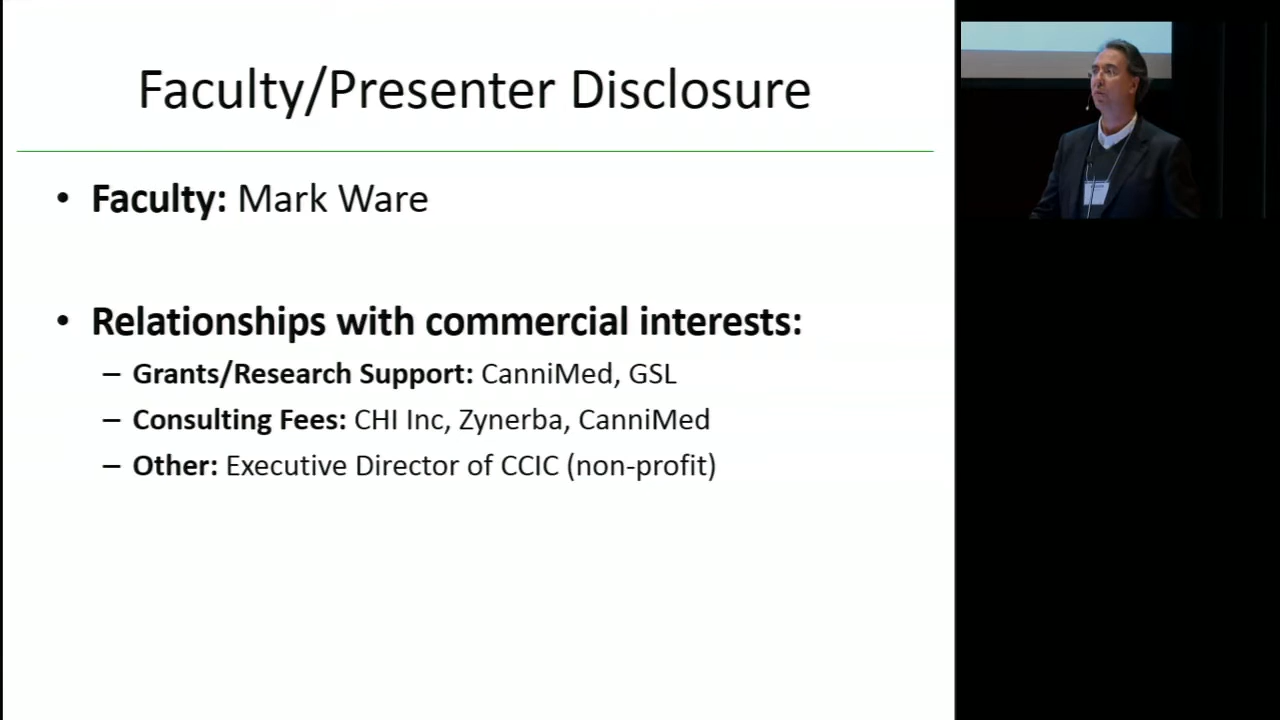 Faculty/Presenter Disclosure
• Faculty: Mark Ware
• Relationships with commercial interests:
– Grants/Research Support: CanniMed, GSL
– Consulting Fees: CHI Inc, Zynerba, CanniMed
– Other: Executive Director of CCIC (non-profit)